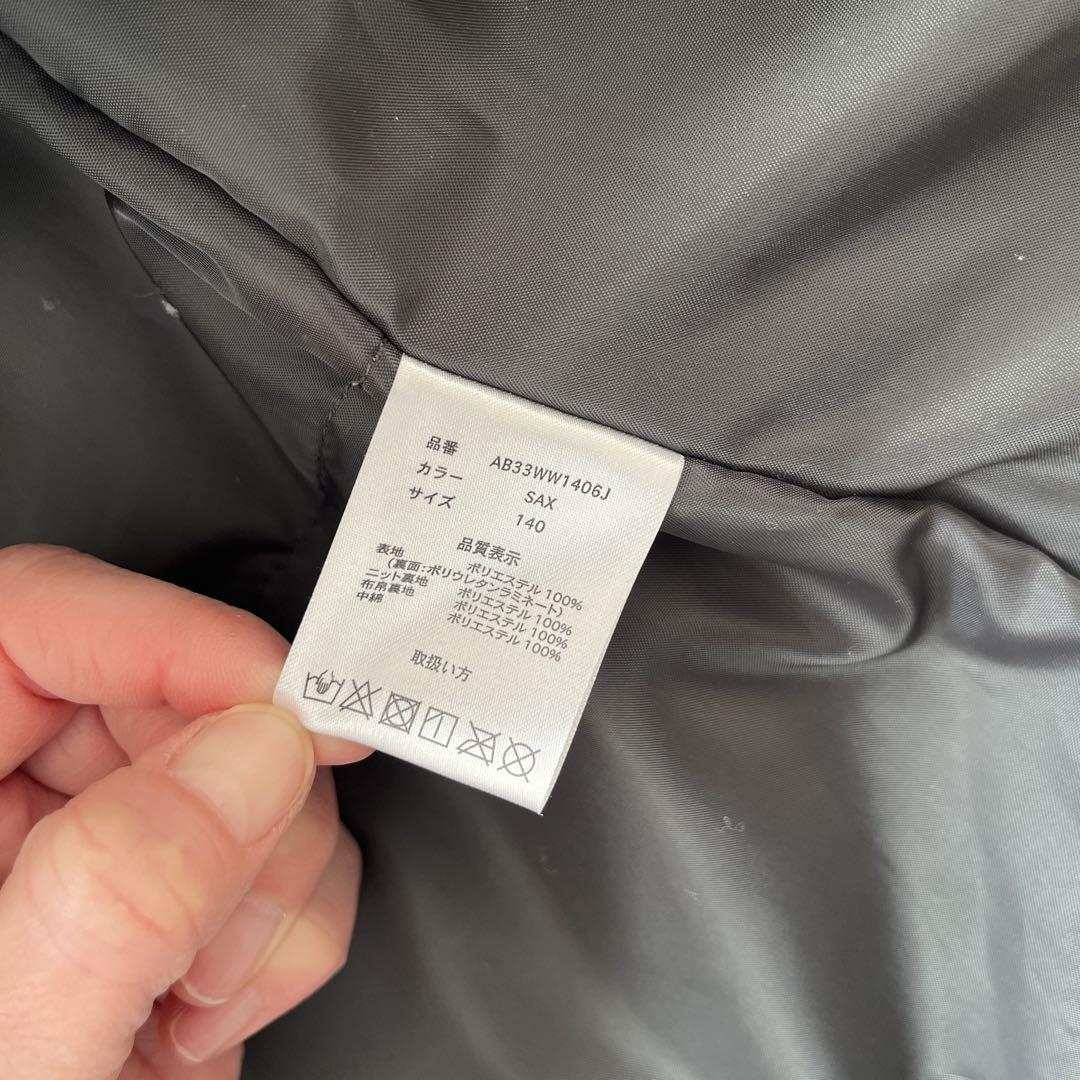 品番 AB33WW1406J
カラー SAX
サイズ 140
品質表示
表地 ポリエステル 100%
(裏面:ポリウレタンラミネート)
ニット裏地 ポリエステル 100%
布帛裏地 ポリエステル 100%
中綿 ポリエステル 100%
取扱い方